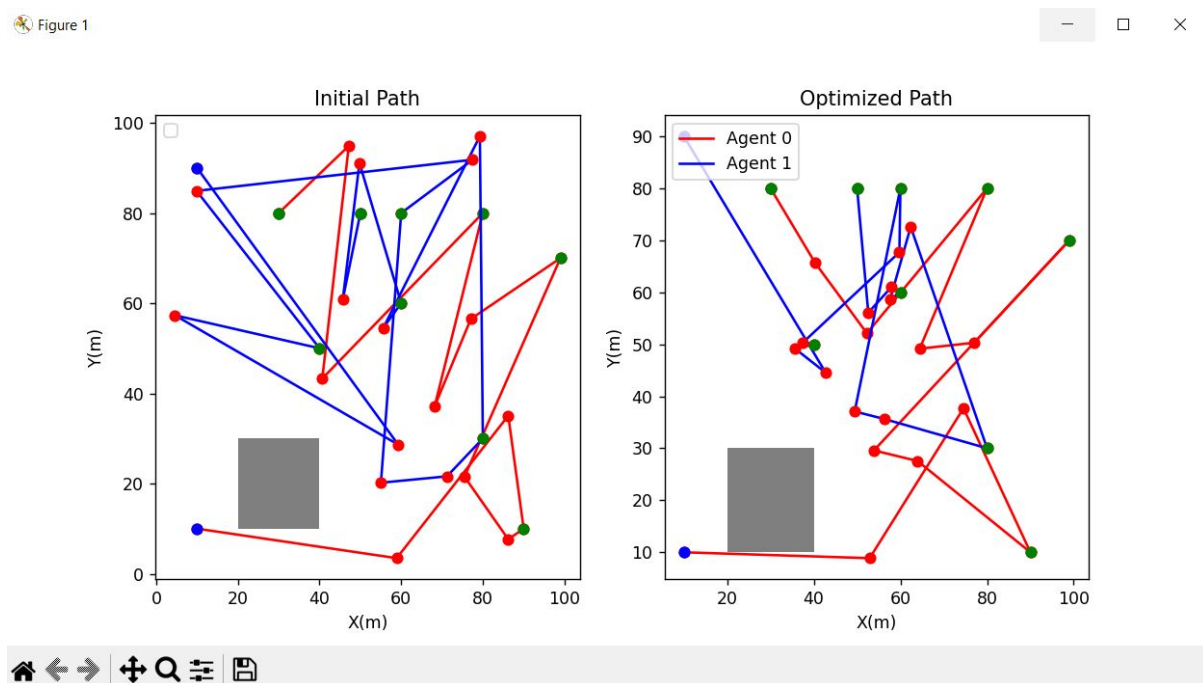 Figure 1
Initial Path
100
80
60
40
20
0
Y(m)
0 20 40 60 80 100
X(m)
Optimized Path
Agent 0
Agent 1
90
80
70
60
50
40
30
20
10
Y(m)
20 40 60 80 100
X(m)